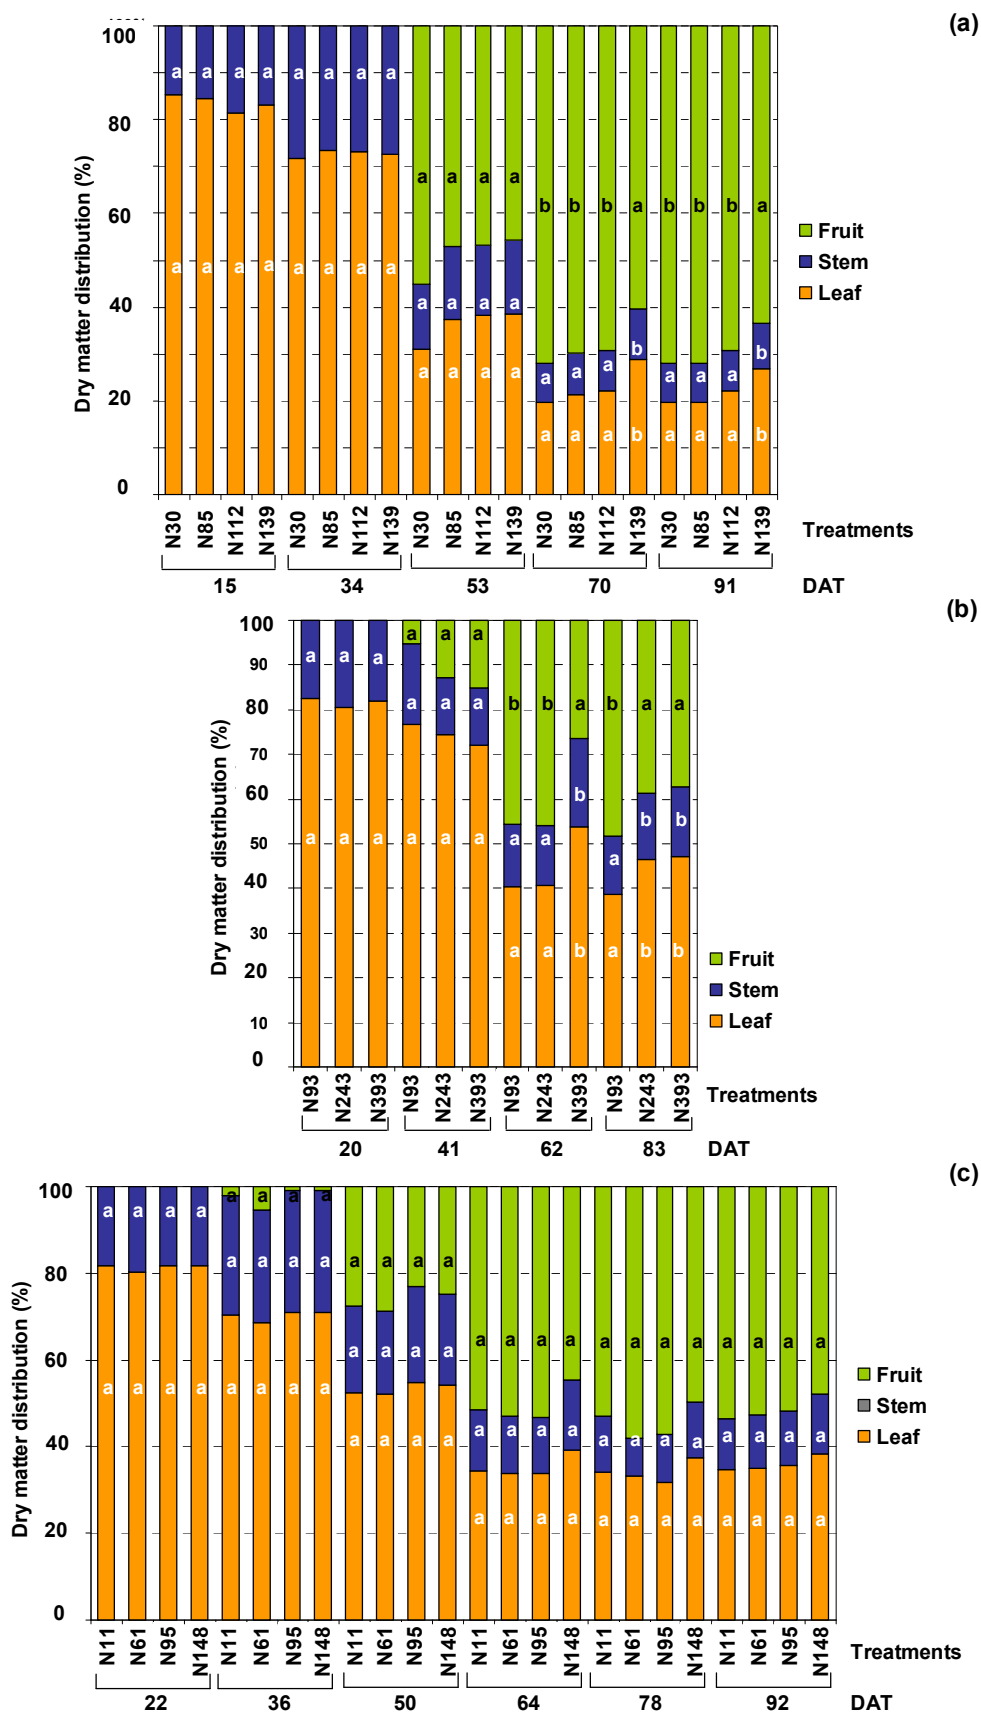 (a)
100
80
60
40
20
0
Dry matter distribution (%)
a a a a a a a a
a a a a b b b a b b b a
a a a a a a a a
a a a a a a a b a a a b
a a a a a a a b a a a b
Fruit
Stem
Leaf
N30 N85 N112 N139 N30 N85 N112 N139 N30 N85 N112 N139 N30 N85 N112 N139 N30 N85 N112 N139
Treatments
15 34 53 70 91 DAT
(b)
100
90
80
70
60
50
40
30
20
10
0
Dry matter distribution (%)
a a a
a a a
a a a b b a b a a
a a b a b b
a a a a a a
a a b a b b
Fruit
Stem
Leaf
N93 N243 N393 N93 N243 N393 N93 N243 N393 N93 N243 N393
Treatments
20 41 62 83 DAT
(c)
100
80
60
40
20
0
Dry matter distribution (%)
a a a a a a a a
a a a a a a a a
a a a a a a a a a a a a
a a a a a a a a
a a a a a a a a a a a a
a a a a
a a a a a a a a a a a a
Fruit
Stem
Leaf
N11 N61 N95 N148 N11 N61 N95 N148 N11 N61 N95 N148 N11 N61 N95 N148 N11 N61 N95 N148 N11 N61 N95 N148
Treatments
22 36 50 64 78 92 DAT